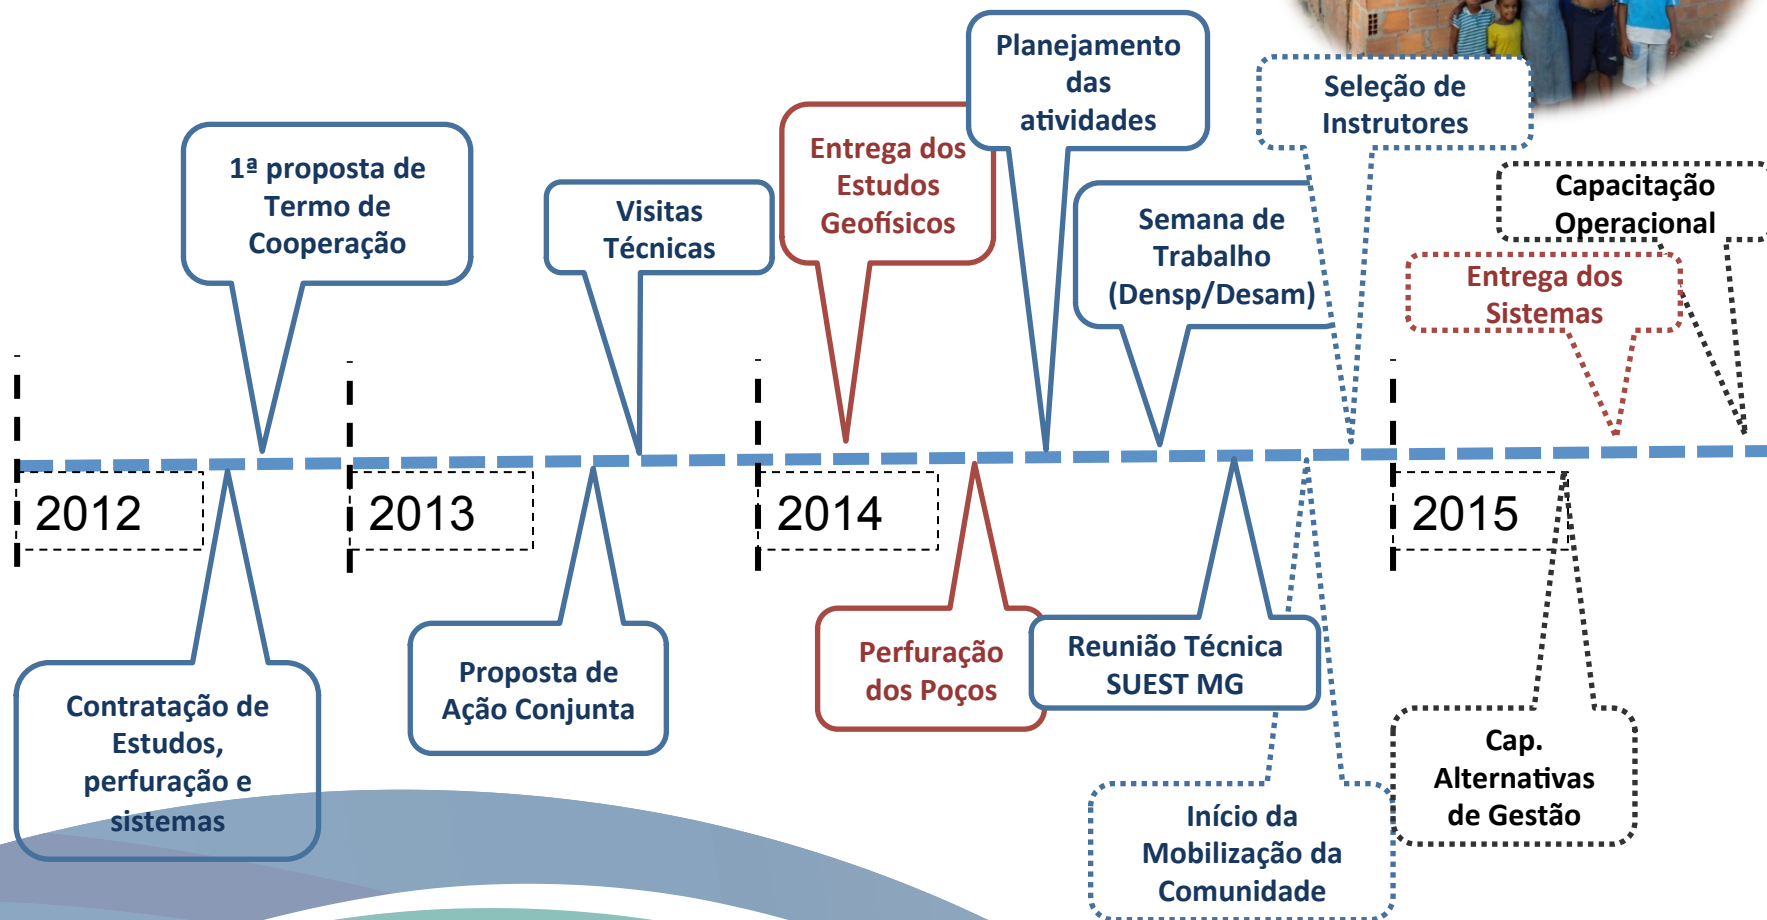 Planejamento
das
atividades
Seleção de
Instrutores
1ª proposta de
Termo de
Cooperação
Entrega dos
Estudos
Geofísicos
Visitas
Técnicas
Semana de
Trabalho
(Densp/Desam)
Capacitação
Operacional
Entrega dos
Sistemas
2012
2013
2014
2015
Contratação de
Estudos,
perfuração e
sistemas
Proposta de
Ação Conjunta
Perfuração
dos Poços
Reunião Técnica
SUEST MG
Início da
Mobilização da
Comunidade
Cap.
Alternativas
de Gestão